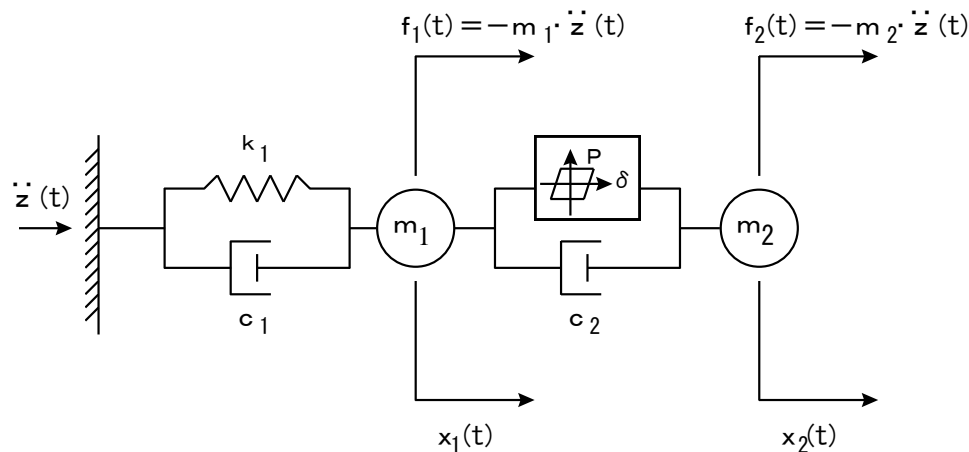 f₁(t)=−m₁·z̈(t)
f₂(t)=−m₂·z̈(t)
k₁
P
δ
z̈(t)
m₁
m₂
c₁
c₂
x₁(t)
x₂(t)